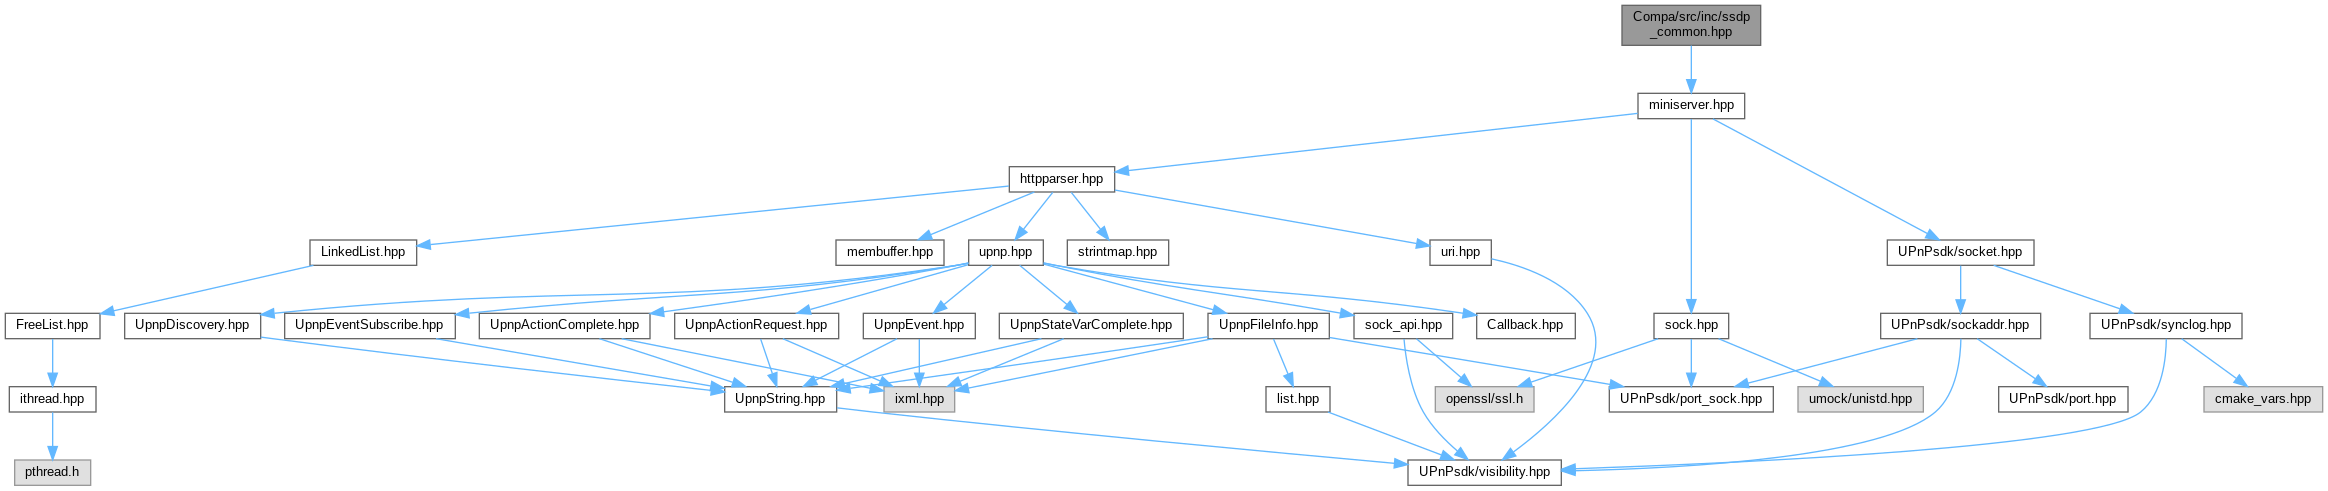 Compa/src/inc/ssdp
_common.hpp
miniserver.hpp
httpparser.hpp
LinkedList.hpp
membuffer.hpp
upnp.hpp
strintmap.hpp
uri.hpp
UPnPsdk/socket.hpp
FreeList.hpp
UpnpDiscovery.hpp
UpnpEventSubscribe.hpp
UpnpActionComplete.hpp
UpnpActionRequest.hpp
UpnpEvent.hpp
UpnpStateVarComplete.hpp
UpnpFileInfo.hpp
sock_api.hpp
Callback.hpp
sock.hpp
UPnPsdk/sockaddr.hpp
UPnPsdk/synclog.hpp
ithread.hpp
UpnpString.hpp
ixml.hpp
list.hpp
openssl/ssl.h
UPnPsdk/port_sock.hpp
umock/unistd.hpp
UPnPsdk/port.hpp
cmake_vars.hpp
pthread.h
UPnPsdk/visibility.hpp